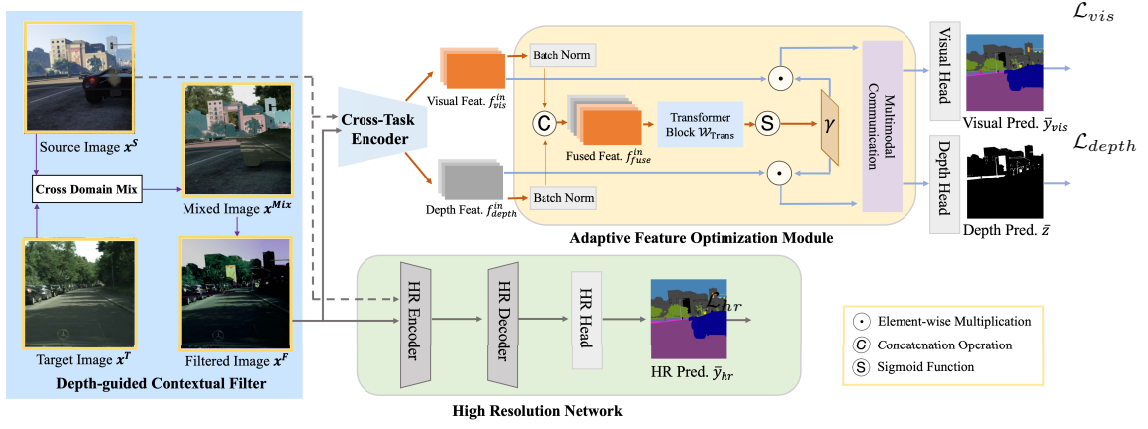 Source Image x^S
Cross Domain Mix
Mixed Image x^Mix
Target Image x^T
Filtered Image x^F
Depth-guided Contextual Filter
Cross-Task
Encoder
Visual Feat. f_vis^in
Depth Feat. f_depth^in
Batch Norm
C
Fused Feat. f_fuse^in
Transformer
Block W_Trans
S
γ
Batch Norm
Multimodal
Communication
Adaptive Feature Optimization Module
Visual Head
Visual Pred. ȳ_vis
L_vis
Depth Head
Depth Pred. z̄
L_depth
HR Encoder
HR Decoder
HR Head
HR Pred. ȳ_hr
L_hr
High Resolution Network
Element-wise Multiplication
C Concatenation Operation
S Sigmoid Function